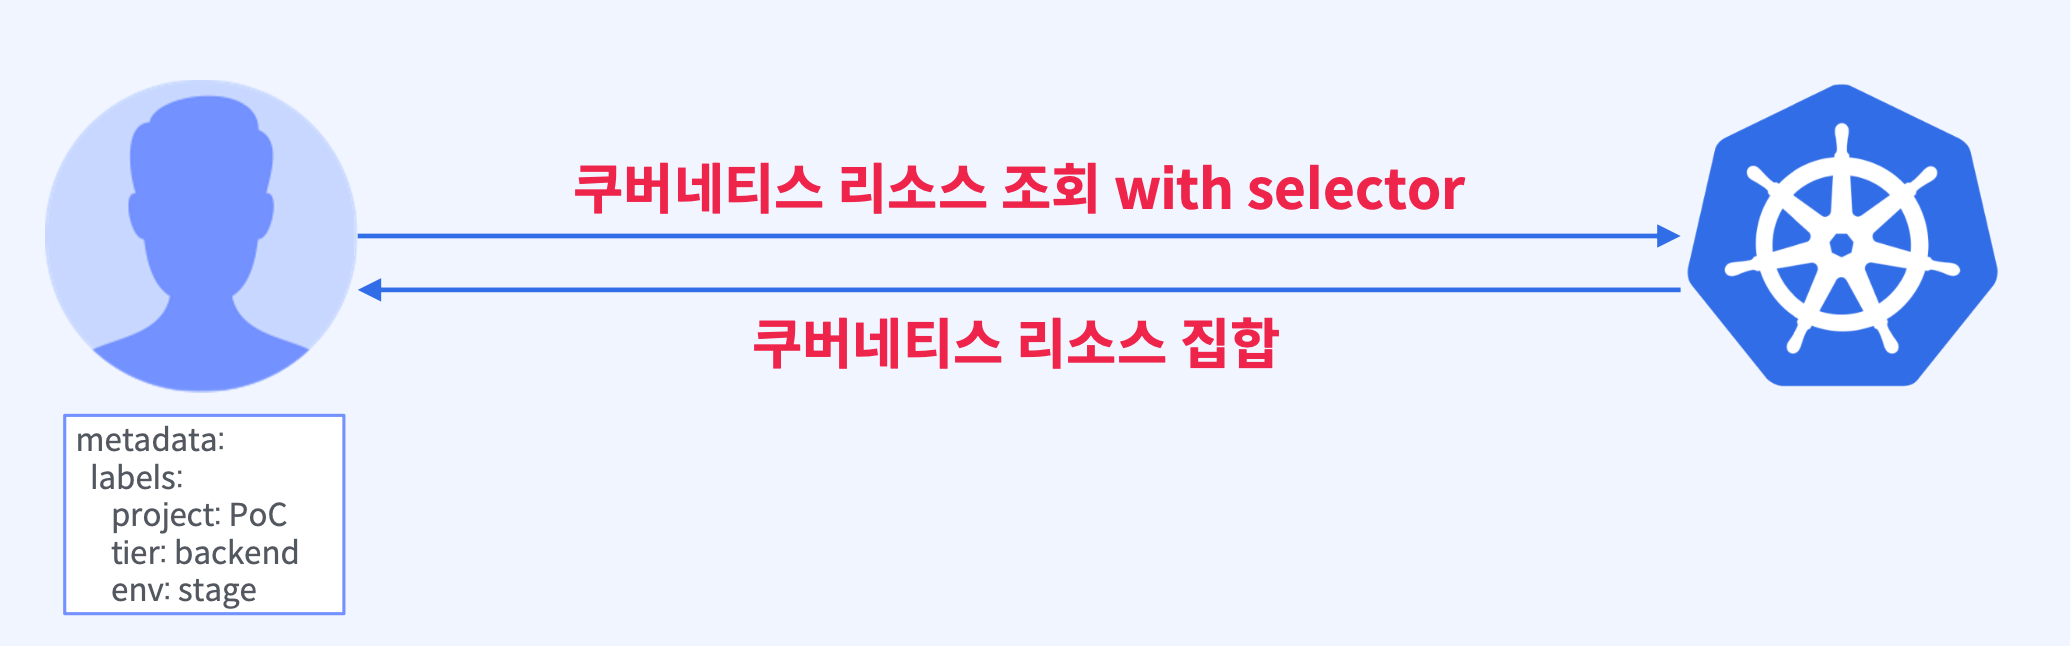 쿠버네티스 리소스 조회 with selector
쿠버네티스 리소스 집합
metadata:
labels:
project: PoC
tier: backend
env: stage